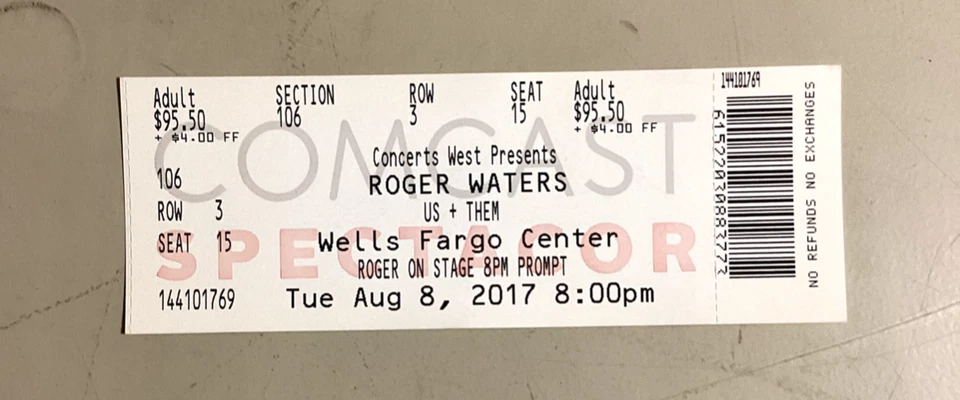 Adult SECTION ROW SEAT Adult
$95.50 106 3 15 $95.50
+ $4.00 FF + $4.00 FF
COMCAST
Concerts West Presents
106 ROGER WATERS
ROW 3 US + THEM
SPECTACOR
SEAT 15 Wells Fargo Center
ROGER ON STAGE 8PM PROMPT
144101769 Tue Aug 8, 2017 8:00pm
144101769
615220308832773
NO REFUNDS NO EXCHANGES